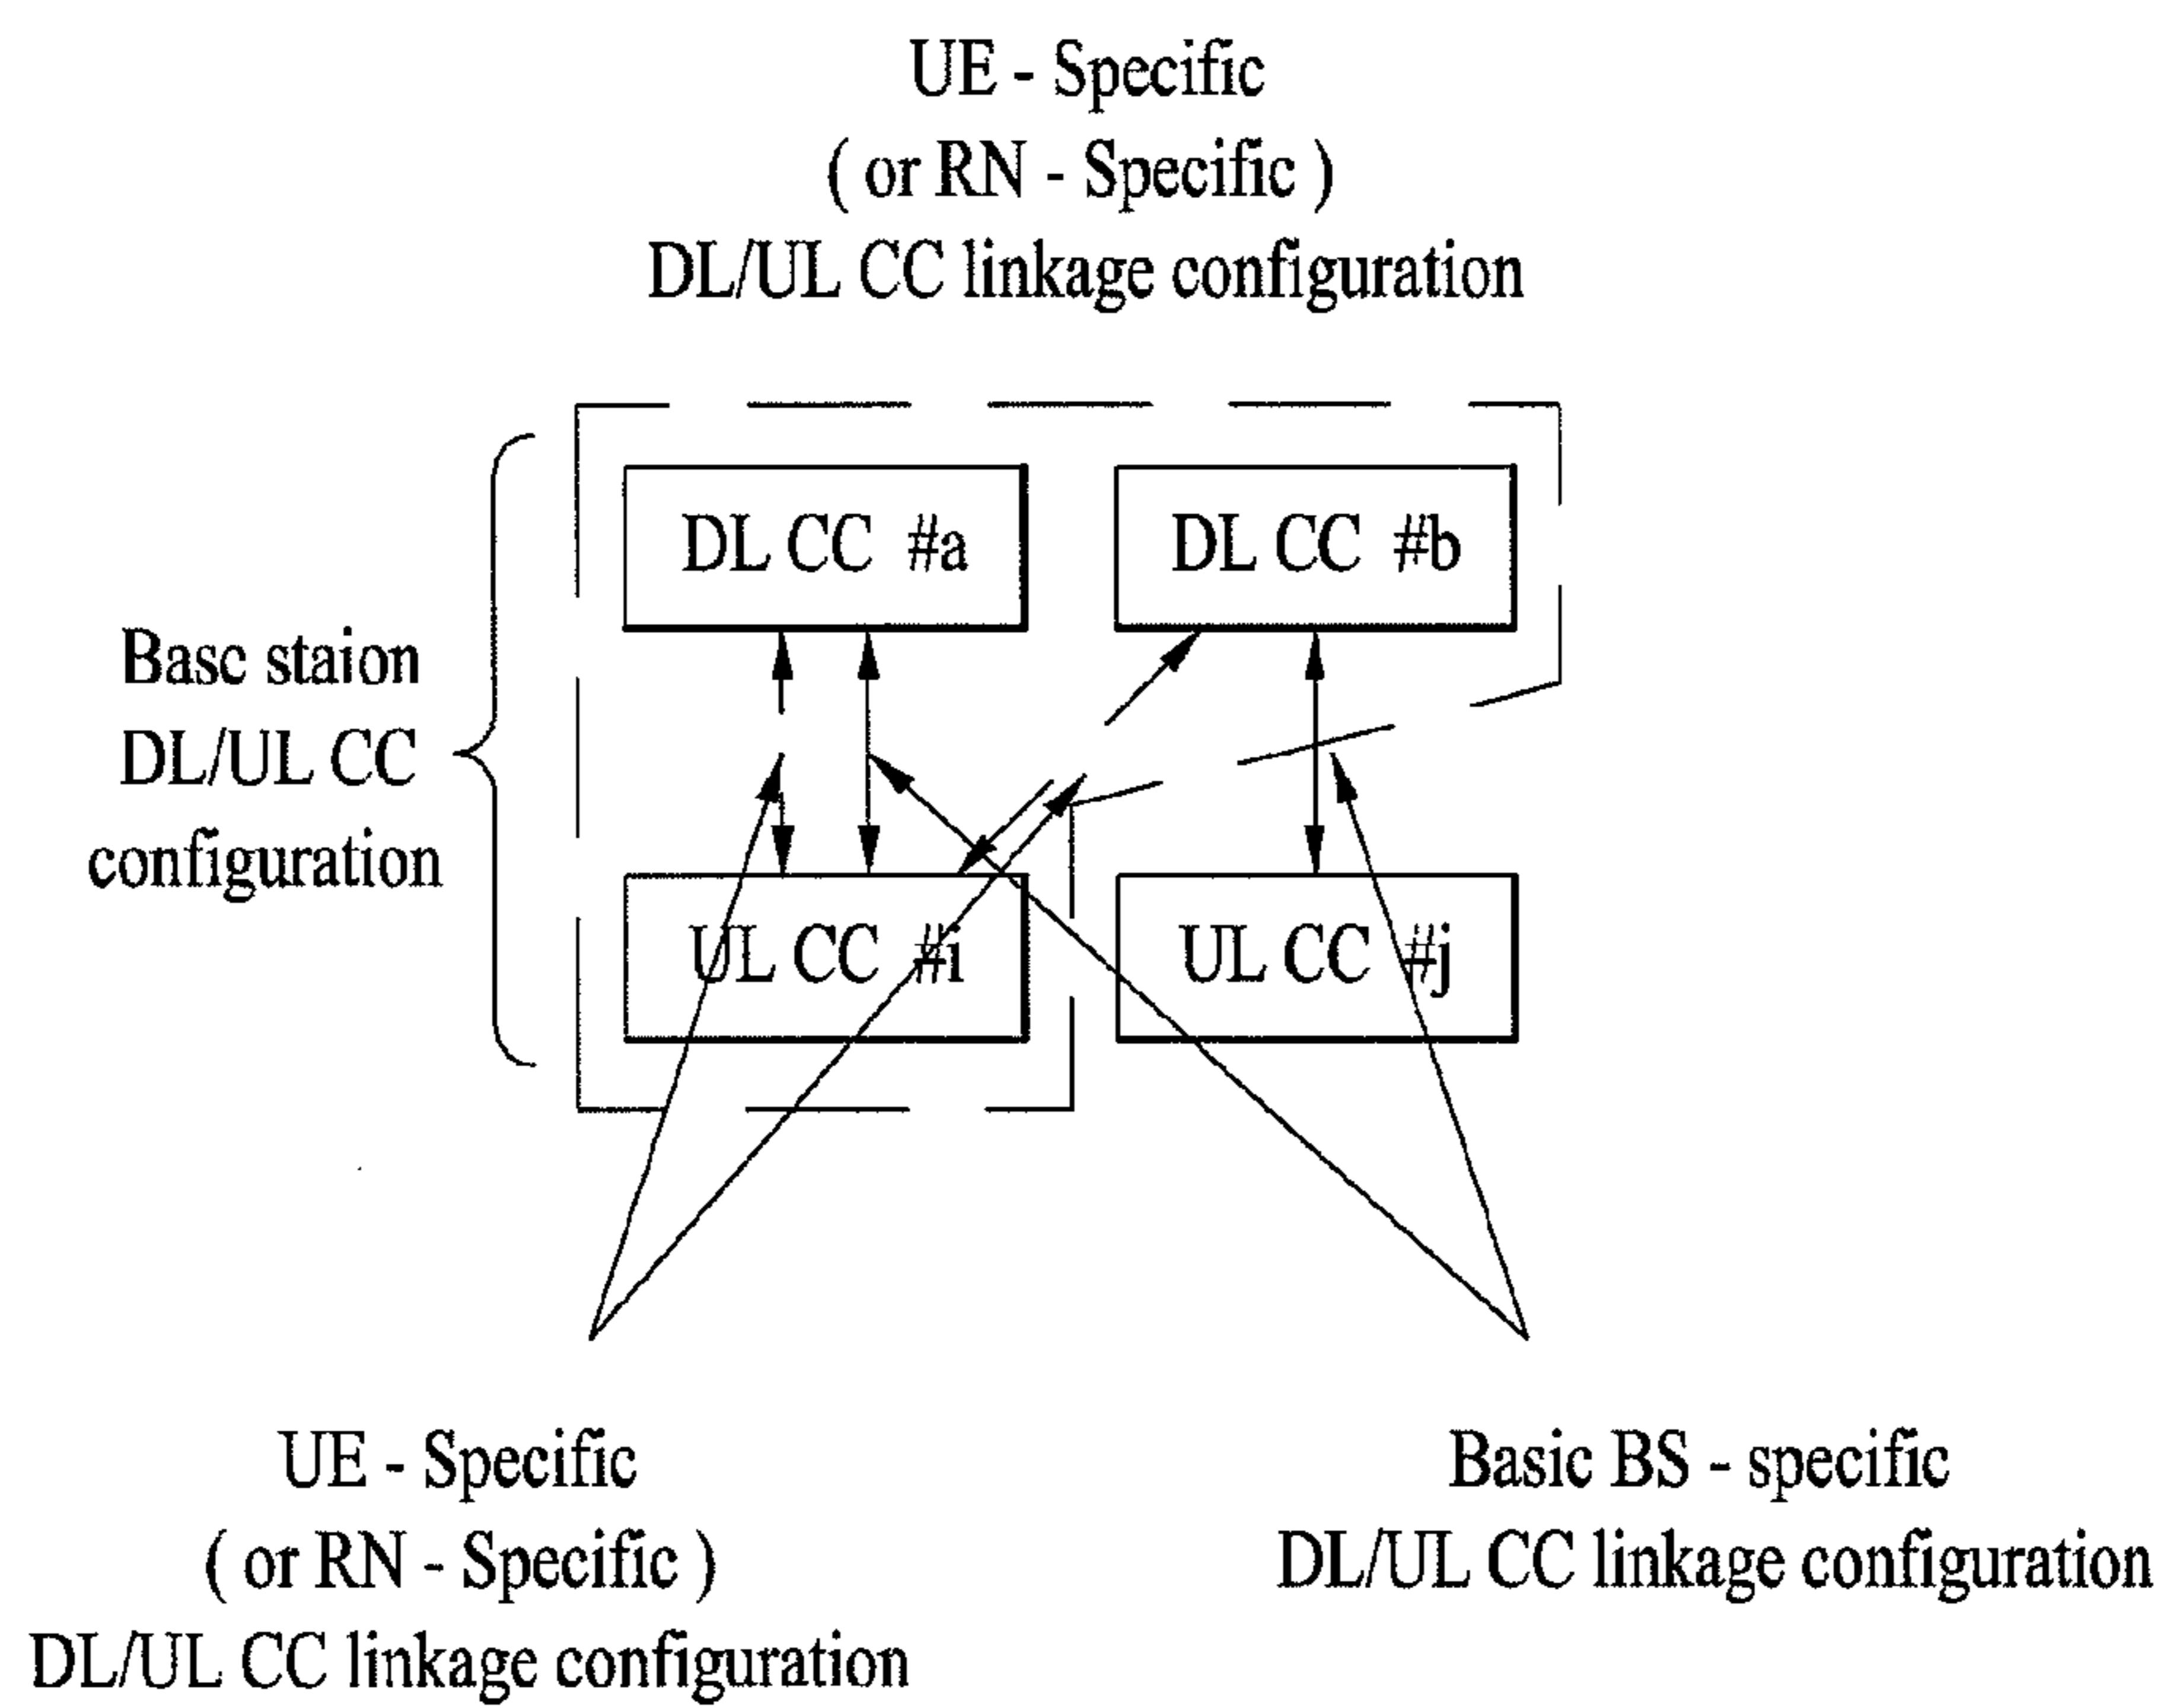 UE - Specific
( or RN - Specific )
DL/UL CC linkage configuration
DL CC #a
DL CC #b
Basc staion
DL/UL CC
configuration
UL CC #i
UL CC #j
UE - Specific
( or RN - Specific )
DL/UL CC linkage configuration
Basic BS - specific
DL/UL CC linkage configuration